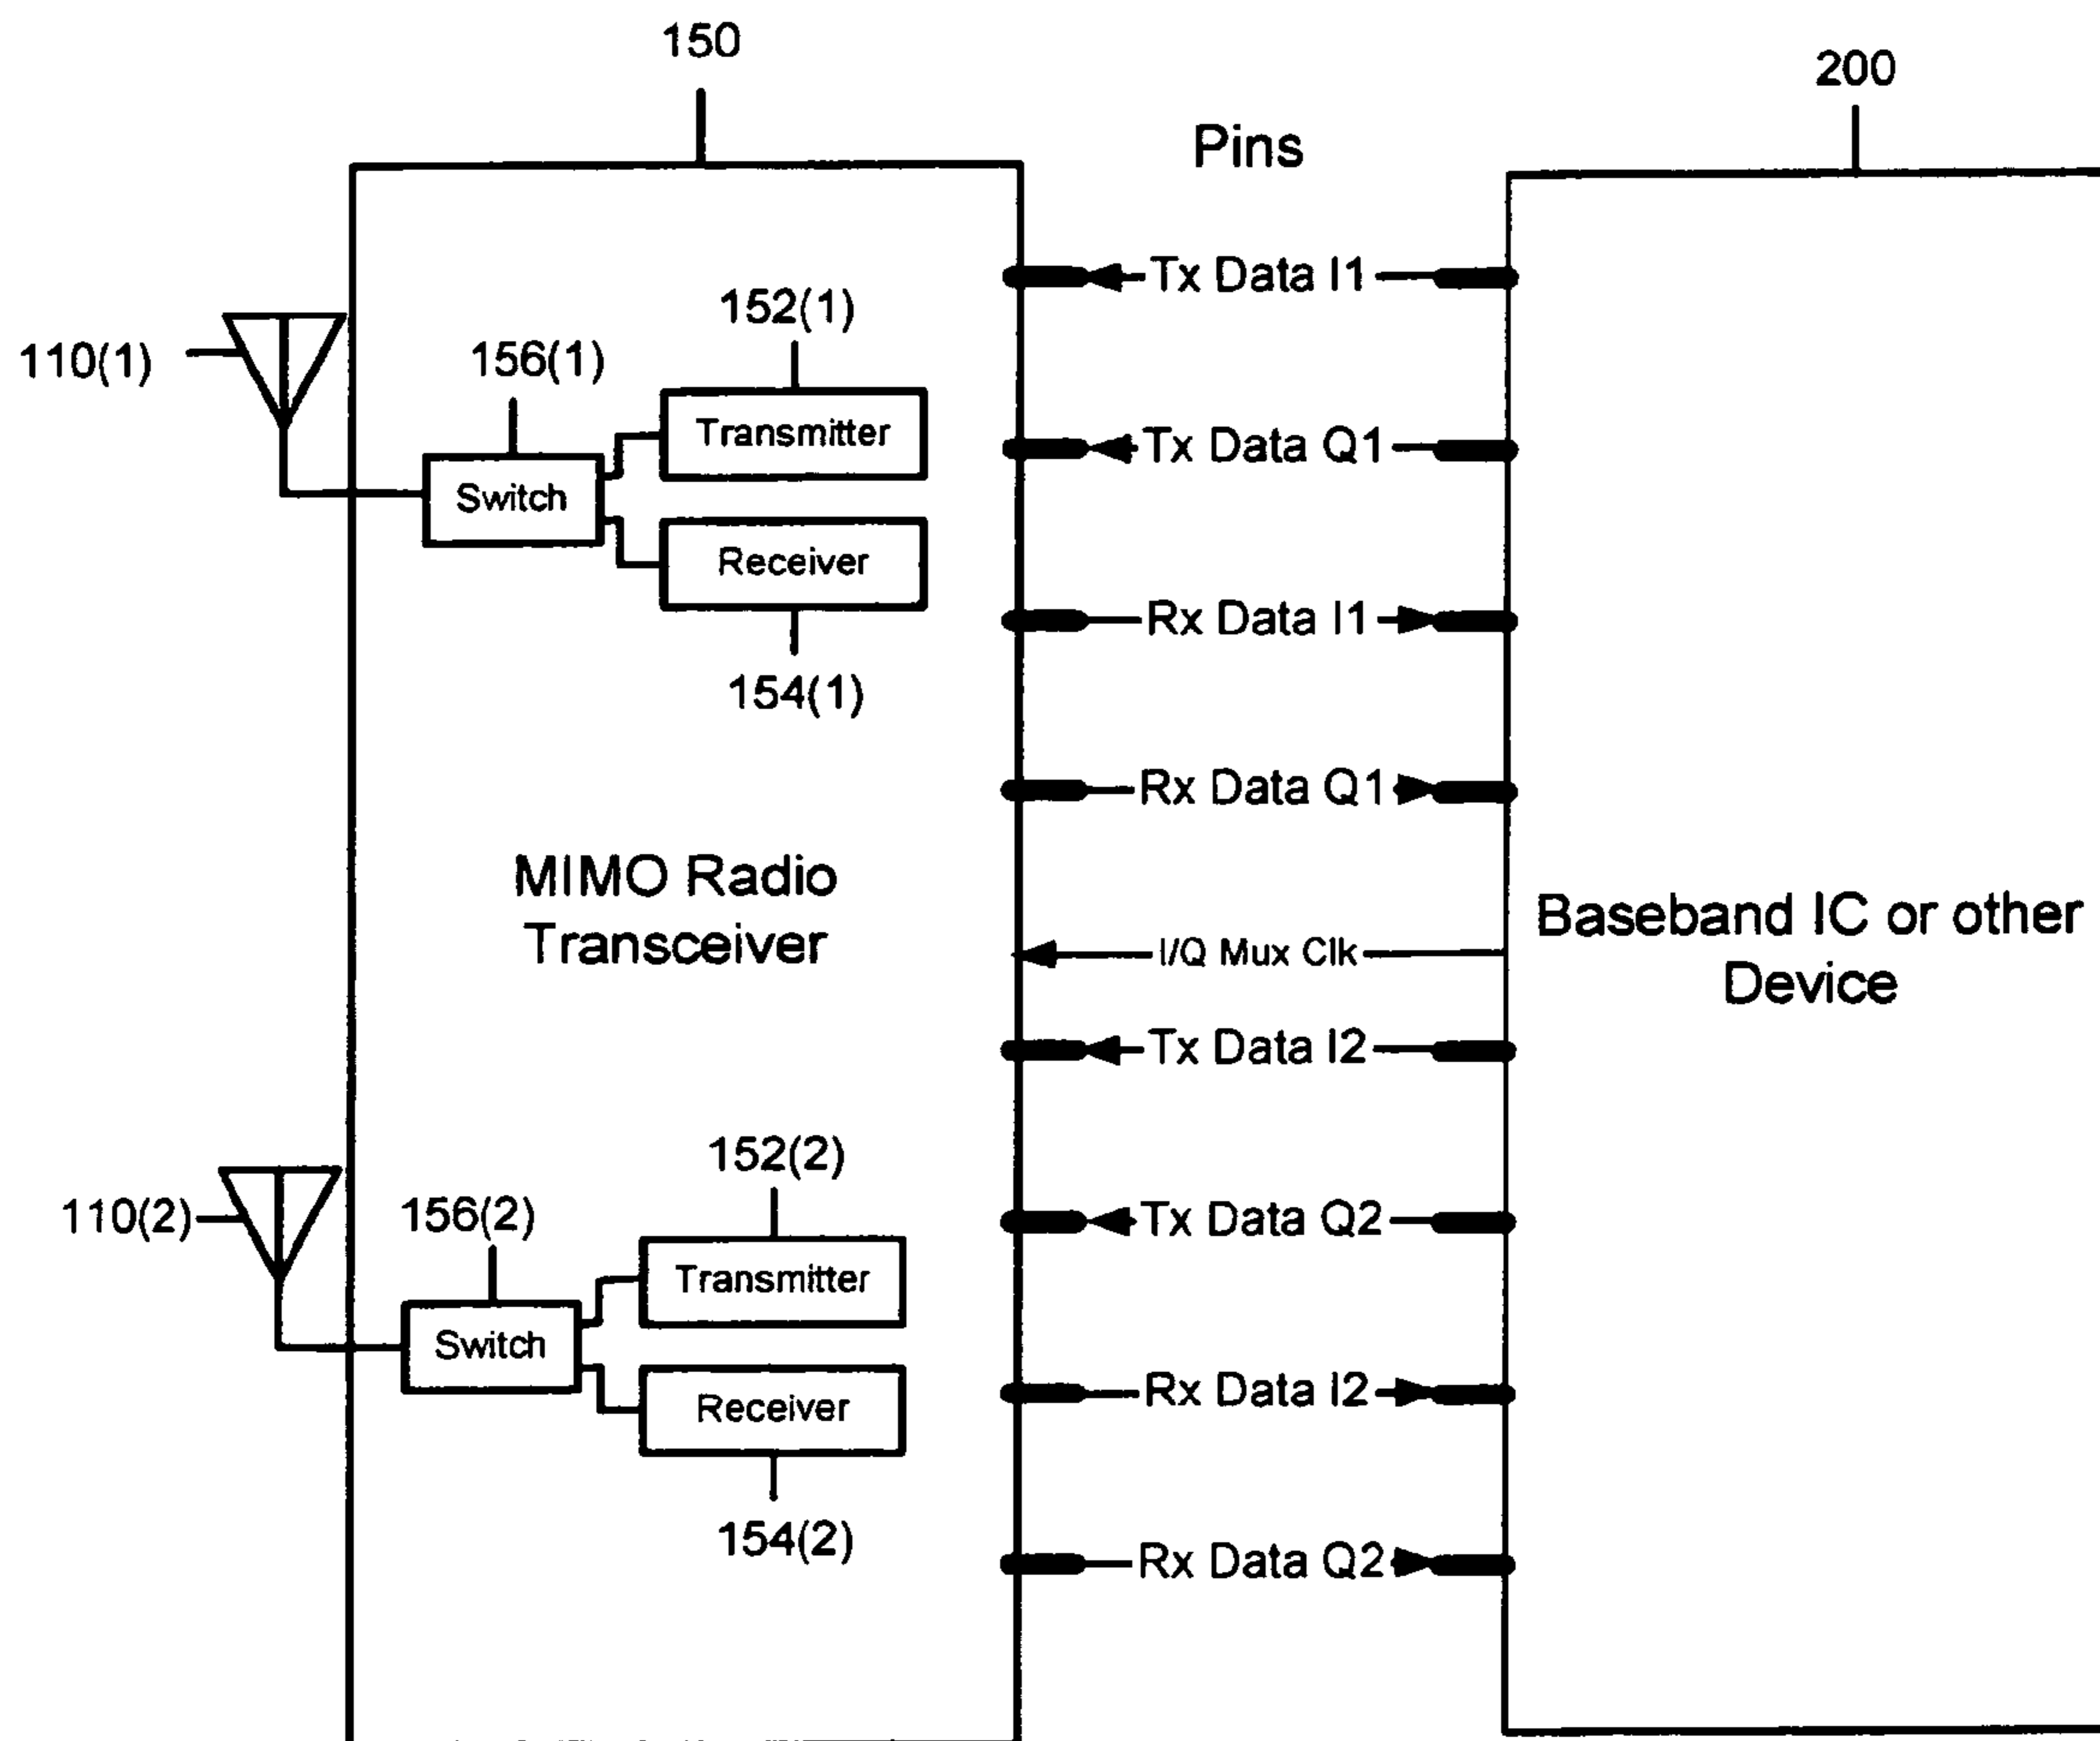 150
200
Pins
Tx Data I1
152(1)
110(1)
156(1)
Transmitter
Tx Data Q1
Switch
Receiver
Rx Data I1
154(1)
Rx Data Q1
MIMO Radio
Transceiver
I/Q Mux Clk
Baseband IC or other
Device
Tx Data I2
152(2)
110(2)
156(2)
Tx Data Q2
Transmitter
Switch
Receiver
Rx Data I2
154(2)
Rx Data Q2